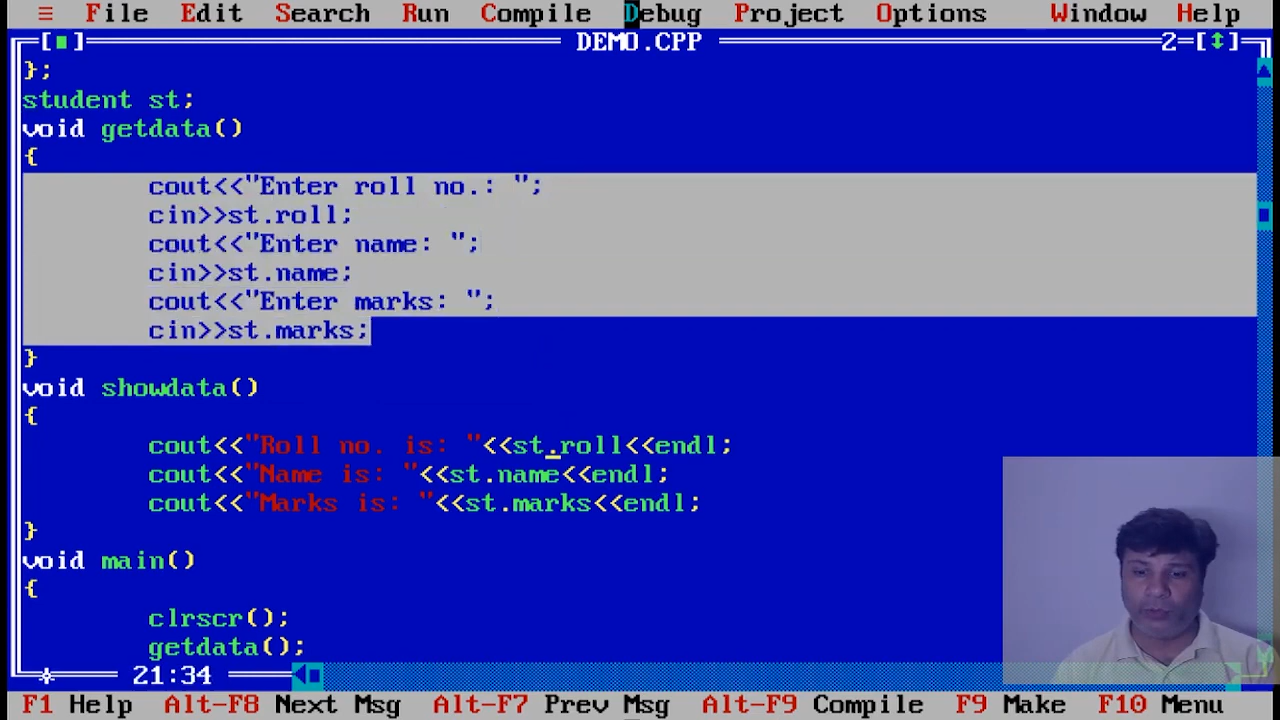 ≡ File Edit Search Run Compile Debug Project Options Window Help
[■] DEMO.CPP 2=[↕]
};
student st;
void getdata()
{
cout<<"Enter roll no.: ";
cin>>st.roll;
cout<<"Enter name: ";
cin>>st.name;
cout<<"Enter marks: ";
cin>>st.marks;
}
void showdata()
{
cout<<"Roll no. is: "<<st.roll<<endl;
cout<<"Name is: "<<st.name<<endl;
cout<<"Marks is: "<<st.marks<<endl;
}
void main()
{
clrscr();
getdata();
21:34
F1 Help Alt-F8 Next Msg Alt-F7 Prev Msg Alt-F9 Compile F9 Make F10 Menu